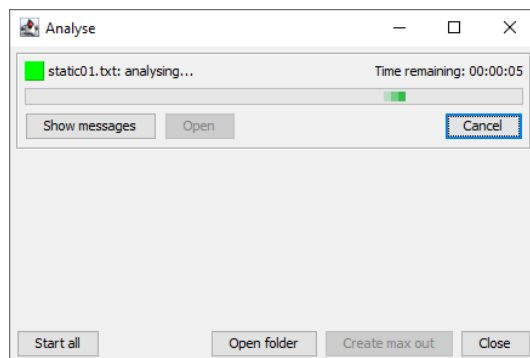 Analyse
static01.txt: analysing... Time remaining: 00:00:05
Show messages Open Cancel
Start all Open folder Create max out Close